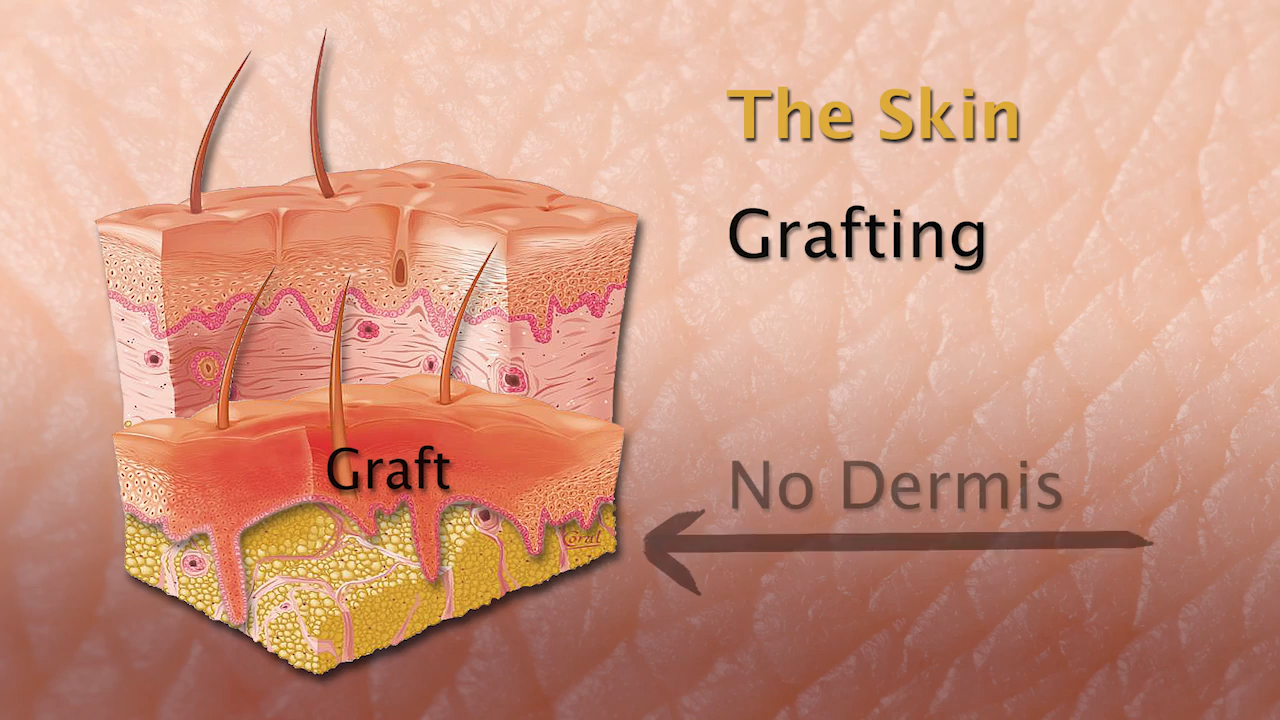 The Skin
Grafting
Graft
No Dermis